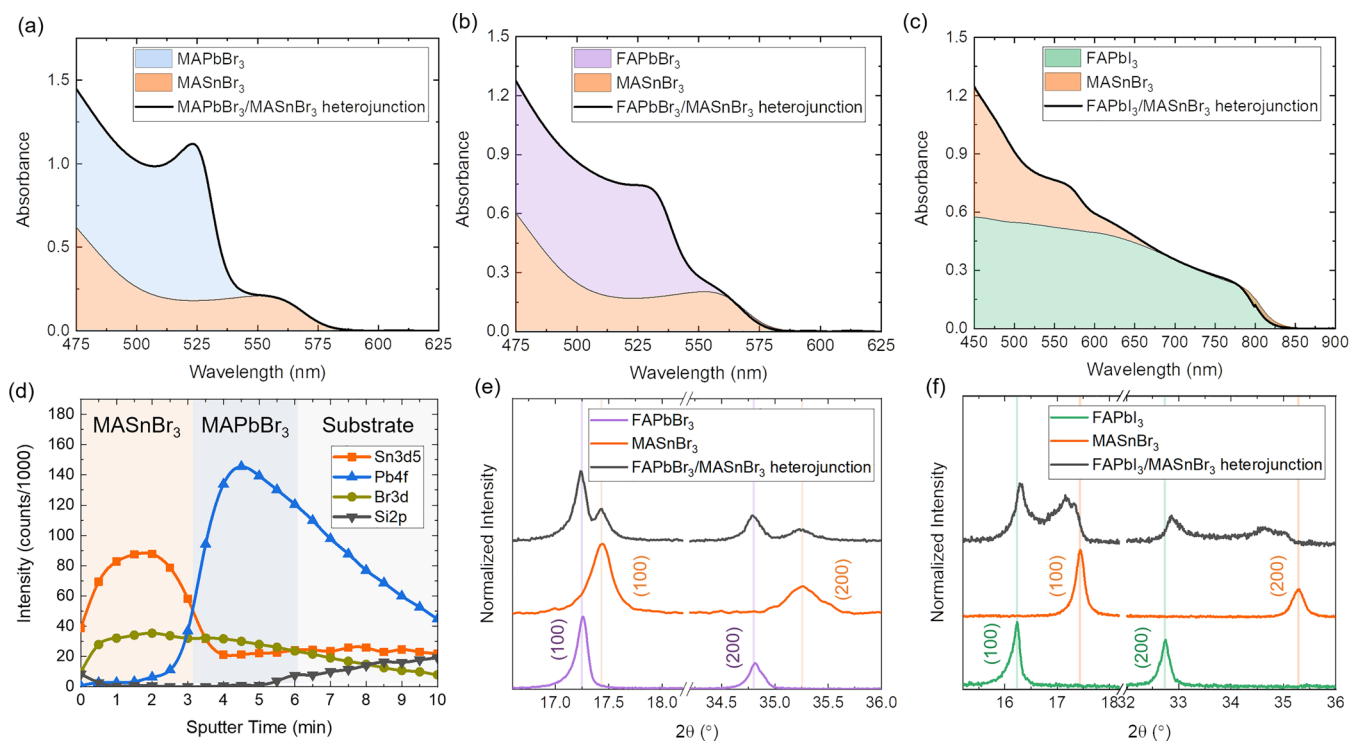 (a)
MAPbBr₃
MASnBr₃
MAPbBr₃/MASnBr₃ heterojunction
Absorbance
1.5
1.0
0.5
0.0
475 500 525 550 575 600 625
Wavelength (nm)
(b)
FAPbBr₃
MASnBr₃
FAPbBr₃/MASnBr₃ heterojunction
Absorbance
1.5
1.2
0.9
0.6
0.3
0.0
475 500 525 550 575 600 625
Wavelength (nm)
(c)
FAPbI₃
MASnBr₃
FAPbI₃/MASnBr₃ heterojunction
Absorbance
1.5
1.2
0.9
0.6
0.3
0.0
450 500 550 600 650 700 750 800 850 900
Wavelength (nm)
(d)
MASnBr₃ MAPbBr₃ Substrate
Sn3d5
Pb4f
Br3d
Si2p
Intensity (counts/1000)
180
160
140
120
100
80
60
40
20
0
0 1 2 3 4 5 6 7 8 9 10
Sputter Time (min)
(e)
FAPbBr₃
MASnBr₃
FAPbBr₃/MASnBr₃ heterojunction
Normalized Intensity
(100)
(200)
(100)
(200)
17.0 17.5 18.0 34.5 35.0 35.5 36.0
2θ (°)
(f)
FAPbI₃
MASnBr₃
FAPbI₃/MASnBr₃ heterojunction
Normalized Intensity
(100)
(200)
(100)
(200)
16 17 18 32 33 34 35 36
2θ (°)